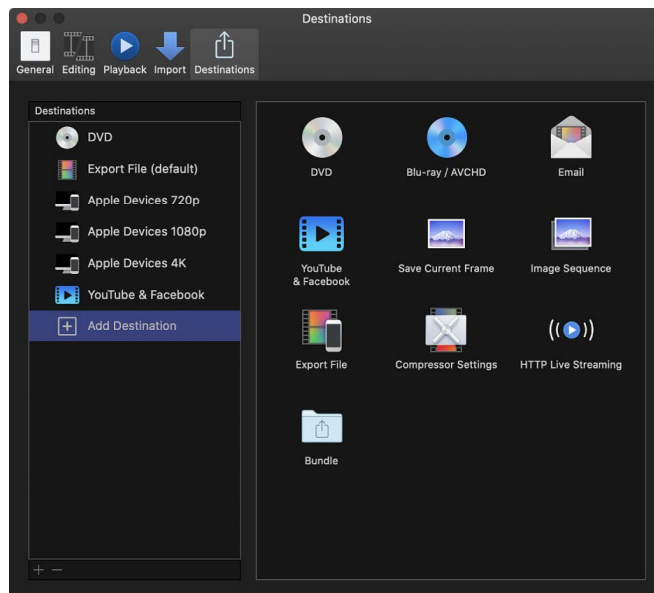 Destinations
General Editing Playback Import Destinations
Destinations
DVD
Export File (default)
Apple Devices 720p
Apple Devices 1080p
Apple Devices 4K
YouTube & Facebook
Add Destination
DVD
Blu-ray / AVCHD
Email
YouTube
& Facebook
Save Current Frame
Image Sequence
Export File
Compressor Settings
HTTP Live Streaming
Bundle